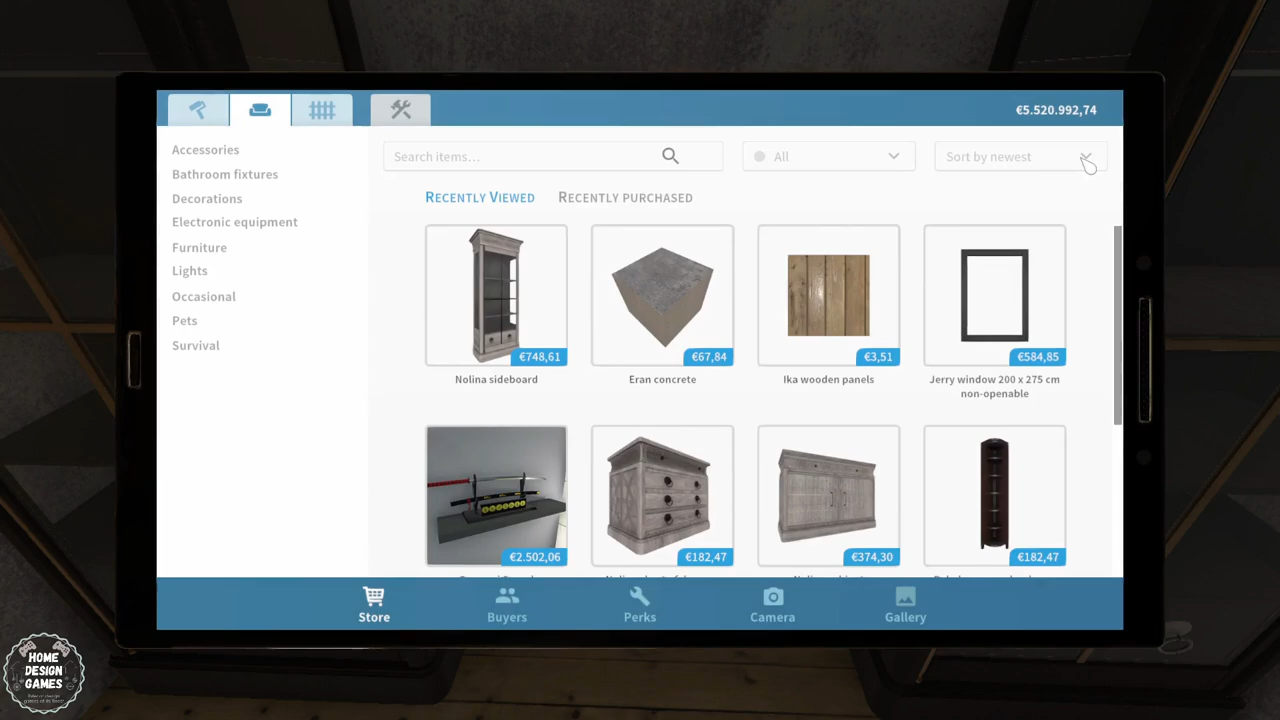 €5.520.992,74
Search items...
All
Sort by newest
Accessories
Bathroom fixtures
Decorations
Electronic equipment
Furniture
Lights
Occasional
Pets
Survival
RECENTLY VIEWED
RECENTLY PURCHASED
€748,61
€67,84
€3,51
€584,85
Nolina sideboard
Eran concrete
Ika wooden panels
Jerry window 200 x 275 cm
non-openable
€2.502,06
€182,47
€374,30
€182,47
Store
Buyers
Perks
Camera
Gallery
HOME
DESIGN
GAMES